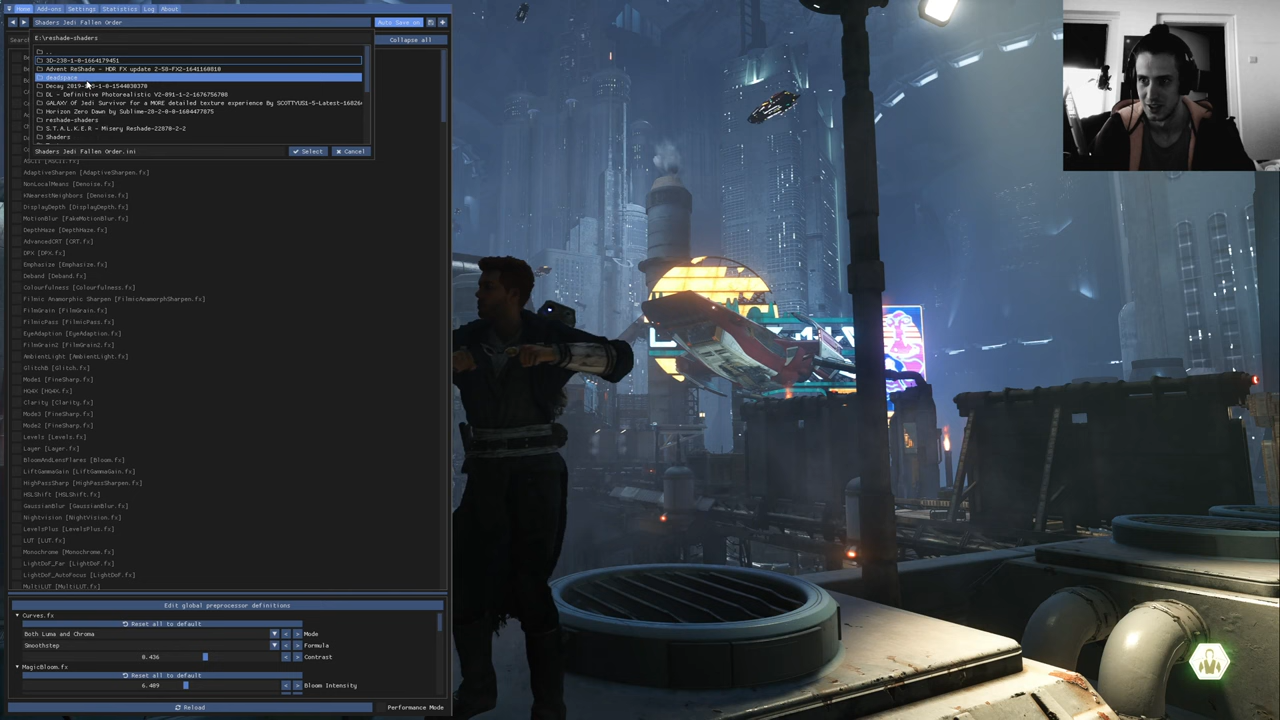 Home Add-ons Settings Statistics Log About
Shaders Jedi Fallen Order Auto Save on
E:\reshade-shaders Collapse all
..
3D-238-1-0-1664179451
Advent ReShade - HDR FX update 2-58-FX2-1641160810
deadspace
DL - Definitive Photorealistic V2-891-1-2-1676756700
GALAXY Of Jedi Survivor for a MORE detailed texture experience By SCOTTYUS1-5-Latest-1682
Horizon Zero Dawn by Sublime-28-2-0-0-1604477875
reshade-shaders
S.T.A.L.K.E.R - Misery Reshade-22870-2-2
Shaders
Shaders Jedi Fallen Order.ini Select Cancel
ASCII [ASCII.fx]
AdaptiveSharpen [AdaptiveSharpen.fx]
NonLocalMeans [Denoise.fx]
KNearestNeighbors [Denoise.fx]
DisplayDepth [DisplayDepth.fx]
MotionBlur [FakeMotionBlur.fx]
DepthHaze [DepthHaze.fx]
AdvancedCRT [CRT.fx]
DPX [DPX.fx]
Emphasize [Emphasize.fx]
Deband [Deband.fx]
Colourfulness [Colourfulness.fx]
Filmic Anamorphic Sharpen [FilmicAnamorphSharpen.fx]
FilmGrain [FilmGrain.fx]
FilmicPass [FilmicPass.fx]
EyeAdaption [EyeAdaption.fx]
FilmGrain2 [FilmGrain2.fx]
AmbientLight [AmbientLight.fx]
GlitchB [Glitch.fx]
Mode1 [FineSharp.fx]
HQ4X [HQ4X.fx]
Clarity [Clarity.fx]
Mode3 [FineSharp.fx]
Mode2 [FineSharp.fx]
Levels [Levels.fx]
Layer [Layer.fx]
BloomAndLensFlares [Bloom.fx]
LiftGammaGain [LiftGammaGain.fx]
HighPassSharp [HighPassSharpen.fx]
HSLShift [HSLShift.fx]
GaussianBlur [GaussianBlur.fx]
Nightvision [NightVision.fx]
LevelsPlus [LevelsPlus.fx]
LUT [LUT.fx]
Monochrome [Monochrome.fx]
LightDoF_Far [LightDoF.fx]
LightDoF_AutoFocus [LightDoF.fx]
MultiLUT [MultiLUT.fx]
Edit global preprocessor definitions
Curves.fx
Reset all to default
Both Luma and Chroma < > Mode
Smoothstep < > Formula
0.436 < > Contrast
MagicBloom.fx
Reset all to default
6.409 < > Bloom Intensity
Reload Performance Mode